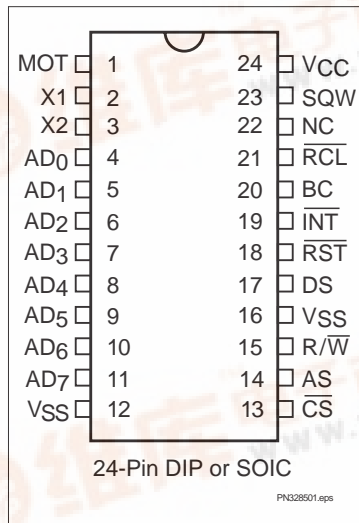 MOT 1 24 VCC
X1 2 23 SQW
X2 3 22 NC
AD0 4 21 RCL
AD1 5 20 BC
AD2 6 19 INT
AD3 7 18 RST
AD4 8 17 DS
AD5 9 16 VSS
AD6 10 15 R/W
AD7 11 14 AS
VSS 12 13 CS
24-Pin DIP or SOIC
PN328501.eps